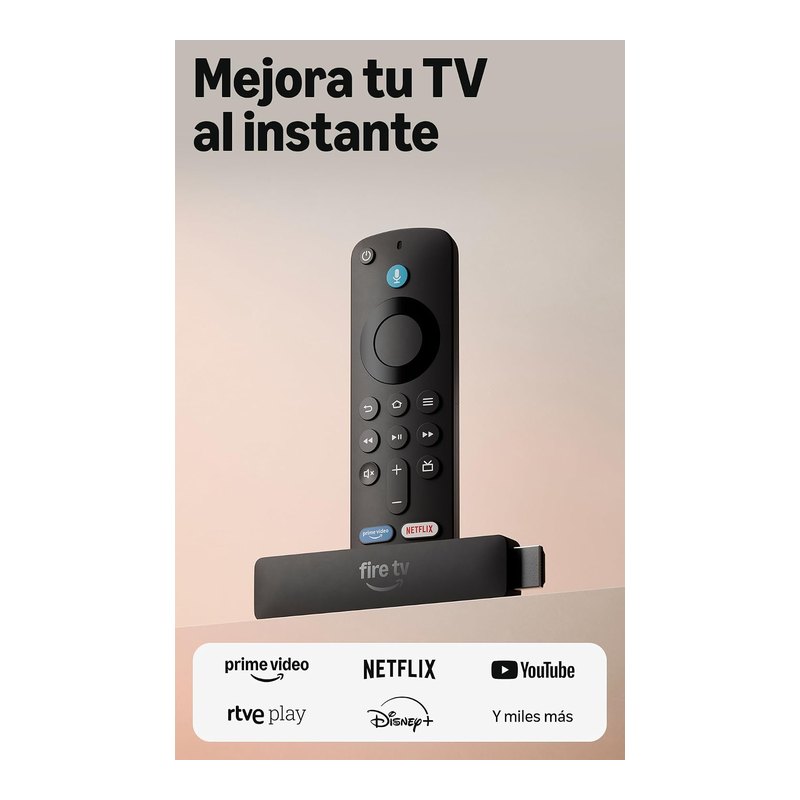 Mejora tu TV
al instante
prime video
NETFLIX
fire tv
prime video
NETFLIX
YouTube
rtve play
Disney+
Y miles más